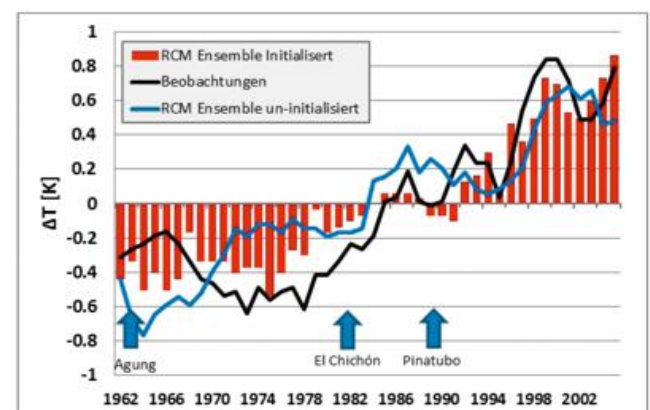 1
0.8
RCM Ensemble Initialisert
0.6
Beobachtungen
0.4
RCM Ensemble un-initialisiert
0.2
0
-0.2
-0.4
-0.6
-0.8
-1
ΔT [K]
Agung
El Chichón
Pinatubo
1962 1966 1970 1974 1978 1982 1986 1990 1994 1998 2002